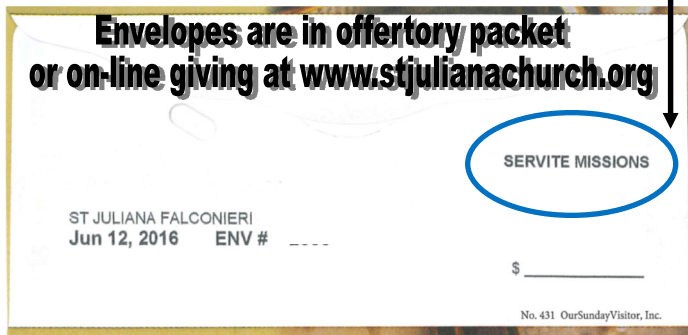 Envelopes are in offertory packet
or on-line giving at www.stjulianachurch.org
SERVITE MISSIONS
ST JULIANA FALCONIERI
Jun 12, 2016 ENV #
$
No. 431 OurSundayVisitor, Inc.